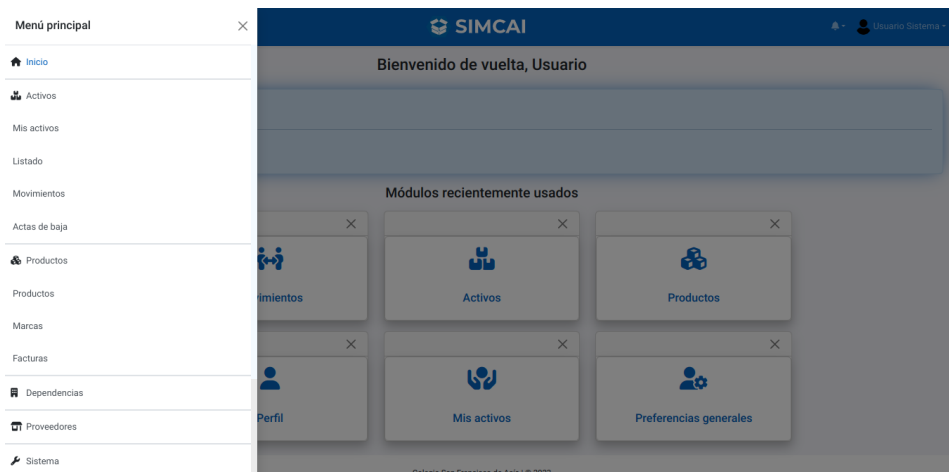 Menú principal
SIMCAI
Usuario Sistema
Inicio
Bienvenido de vuelta, Usuario
Activos
Mis activos
Listado
Movimientos
Módulos recientemente usados
Actas de baja
Productos
Productos
Marcas
Facturas
Dependencias
Proveedores
Sistema
imientos
Activos
Productos
Perfil
Mis activos
Preferencias generales